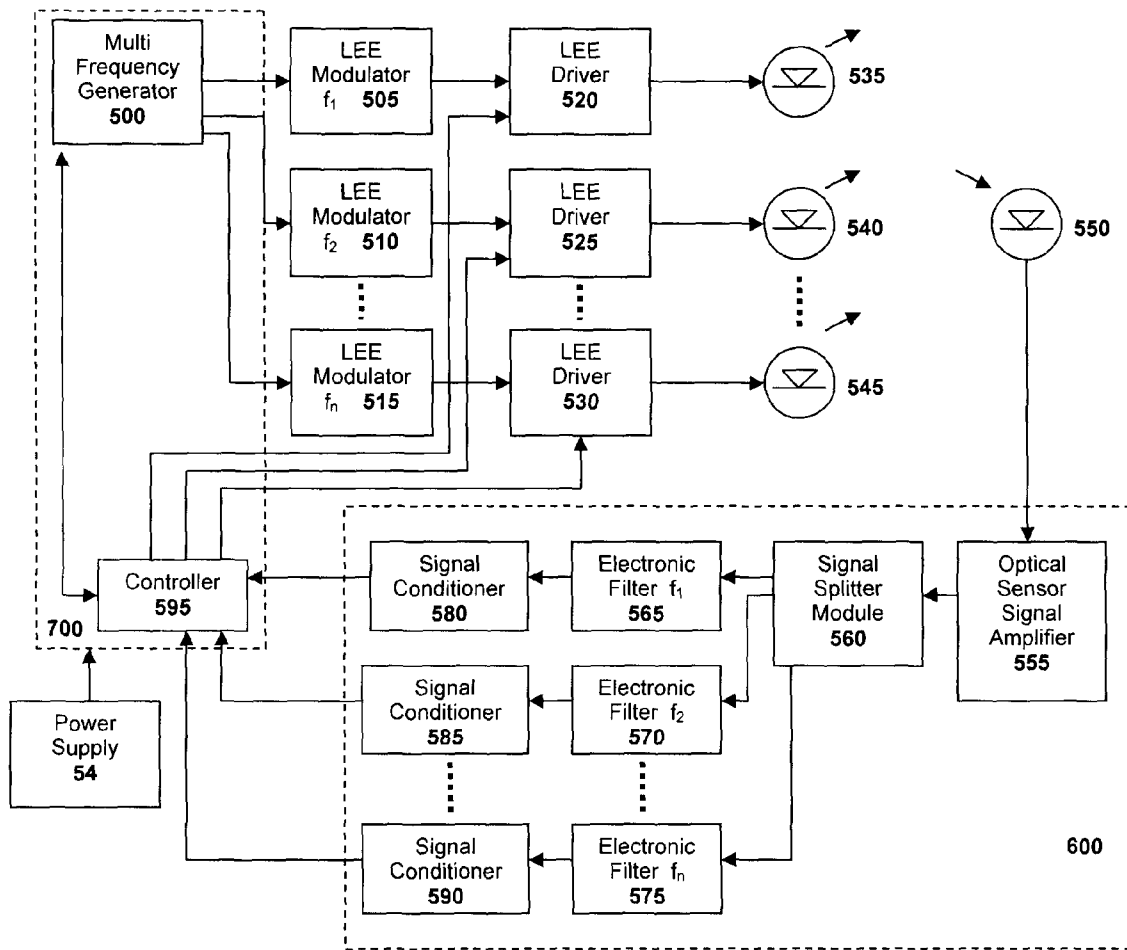 Multi
Frequency
Generator
500
LEE
Modulator
f₁ 505
LEE
Driver
520
535
LEE
Modulator
f₂ 510
LEE
Driver
525
540
550
LEE
Modulator
fₙ 515
LEE
Driver
530
545
Controller
595
700
Signal
Conditioner
580
Electronic
Filter f₁
565
Signal
Splitter
Module
560
Optical
Sensor
Signal
Amplifier
555
Power
Supply
54
Signal
Conditioner
585
Electronic
Filter f₂
570
Signal
Conditioner
590
Electronic
Filter fₙ
575
600